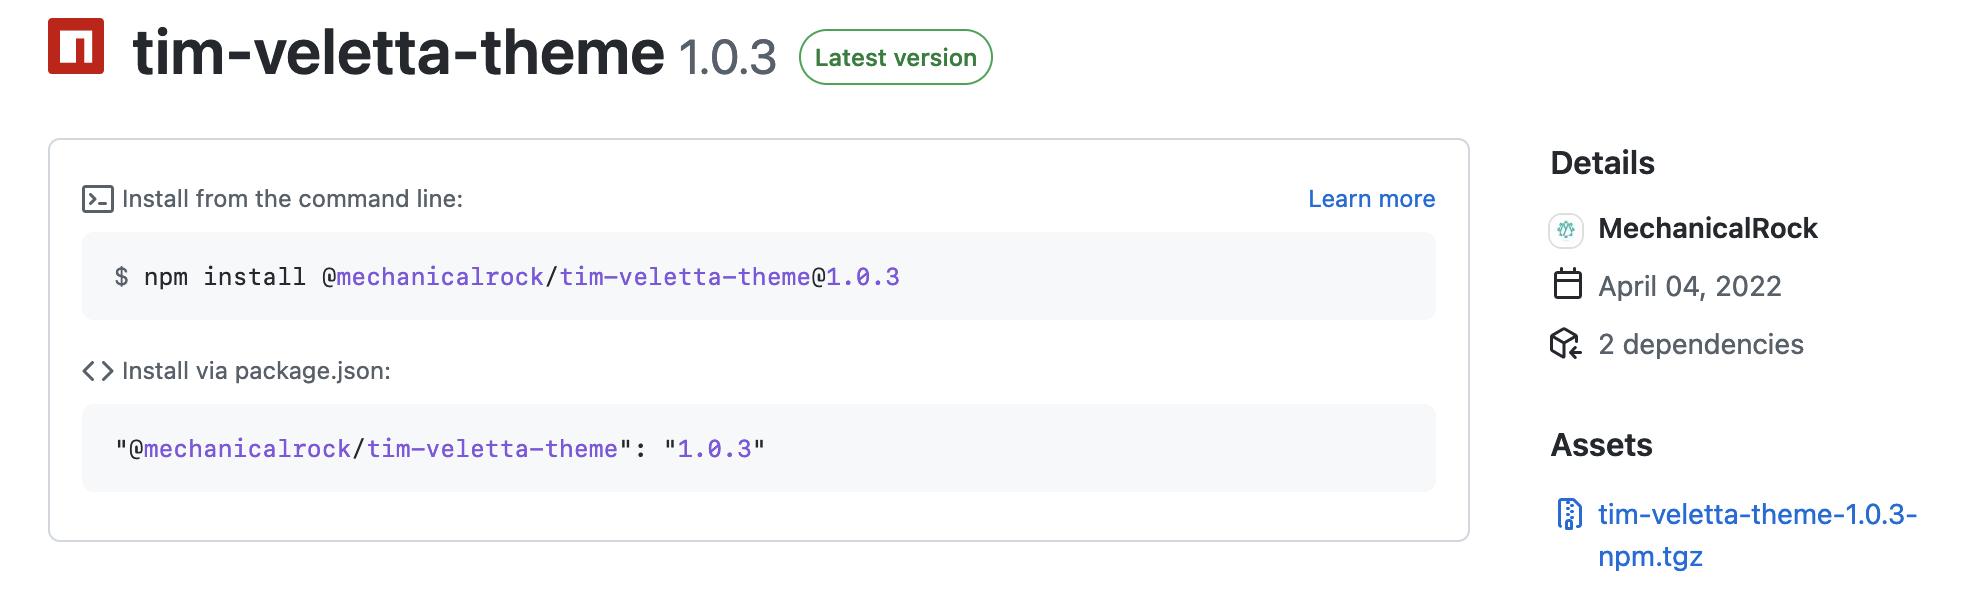 tim-veletta-theme 1.0.3 Latest version
Install from the command line: Learn more
$ npm install @mechanicalrock/tim-veletta-theme@1.0.3
Install via package.json:
"@mechanicalrock/tim-veletta-theme": "1.0.3"
Details
MechanicalRock
April 04, 2022
2 dependencies
Assets
tim-veletta-theme-1.0.3-
npm.tgz